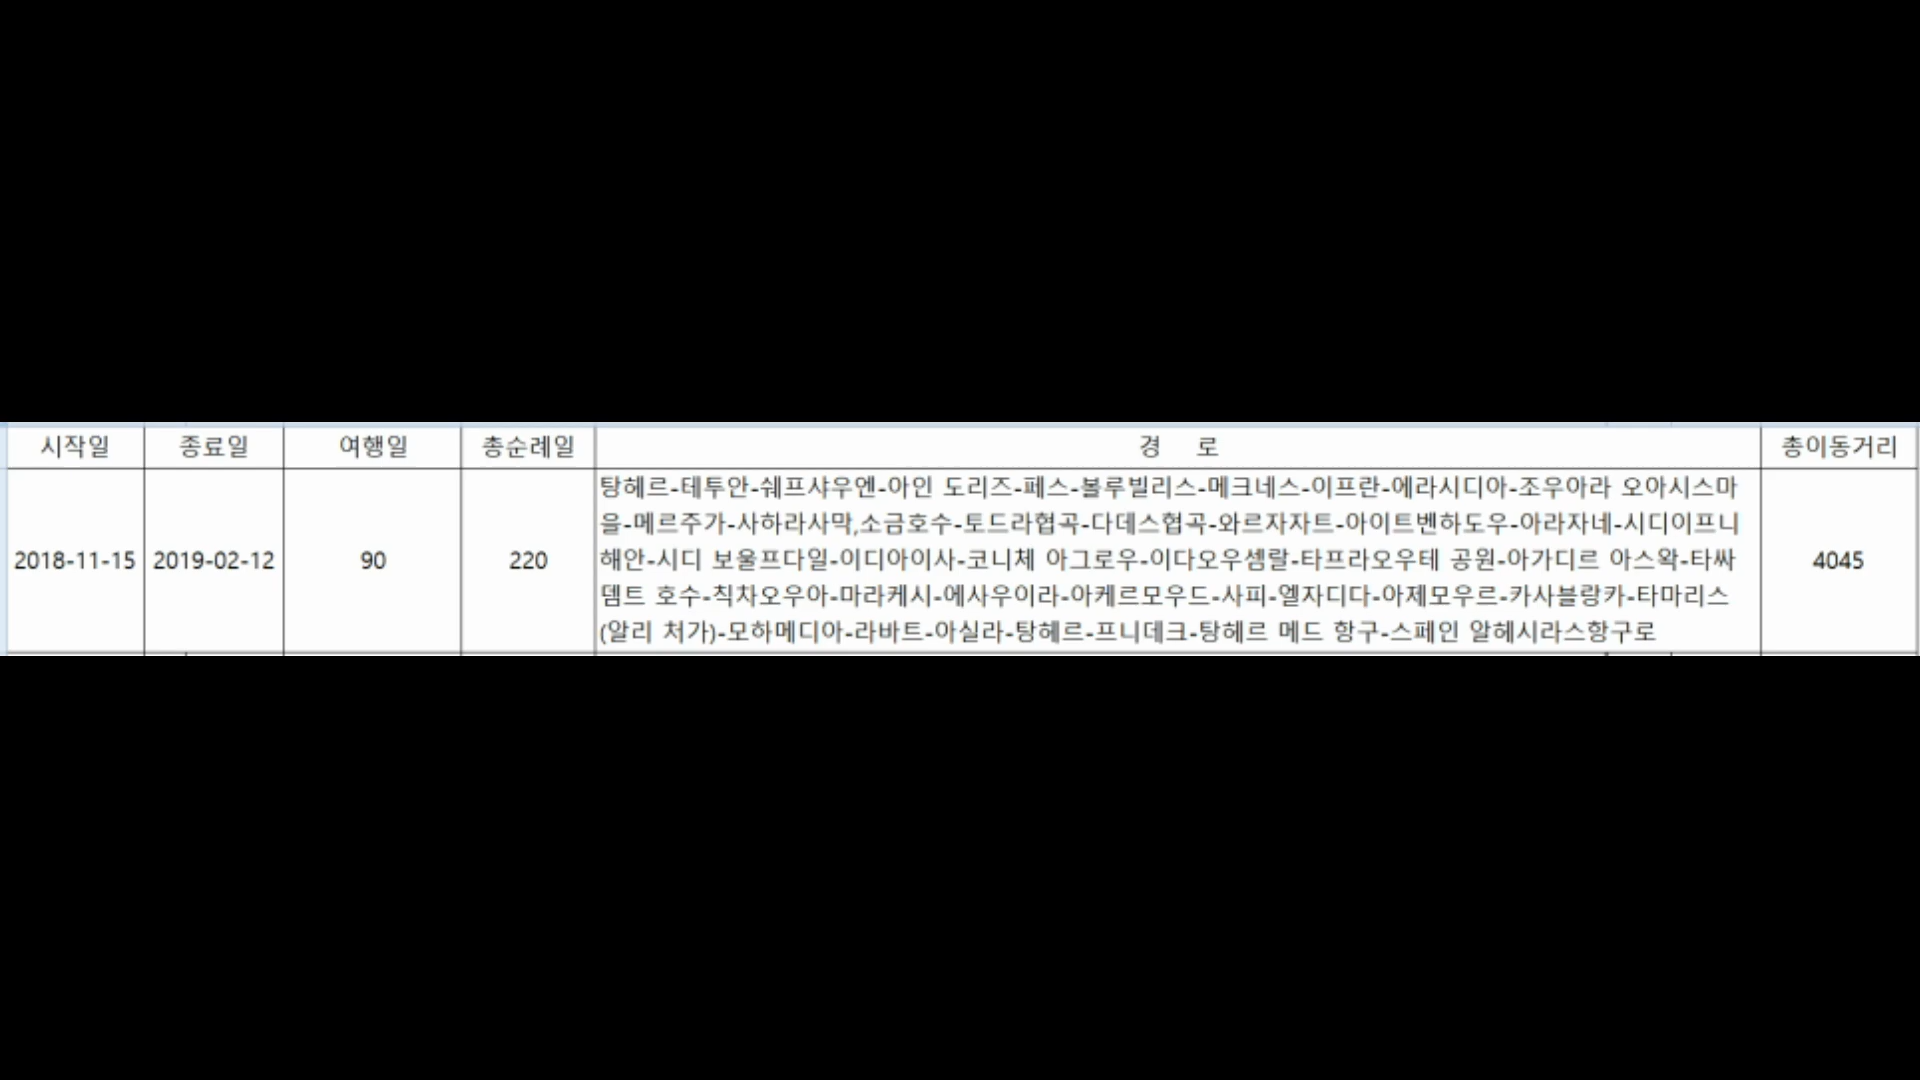 시작일 종료일 여행일 총순례일 경 로 총이동거리
탕헤르-테투안-쉐프샤우엔-아인 도리즈-페스-볼루빌리스-메크네스-이프란-에라시디아-조우아라 오아시스마
을-메르주가-사하라사막,소금호수-토드라협곡-다데스협곡-와르자자트-아이트벤하도우-아라자네-시디이프니
2018-11-15 2019-02-12 90 220 해안-시디 보울프다일-이디아이사-코니체 아그로우-이다오우셈랄-타프라오우테 공원-아가디르 아스왁-타싸 4045
뎀트 호수-칙차오우아-마라케시-에사우이라-아케르모우드-사피-엘자디다-아제모우르-카사블랑카-타마리스
(알리 처가)-모하메디아-라바트-아실라-탕헤르-프니데크-탕헤르 메드 항구-스페인 알헤시라스항구로